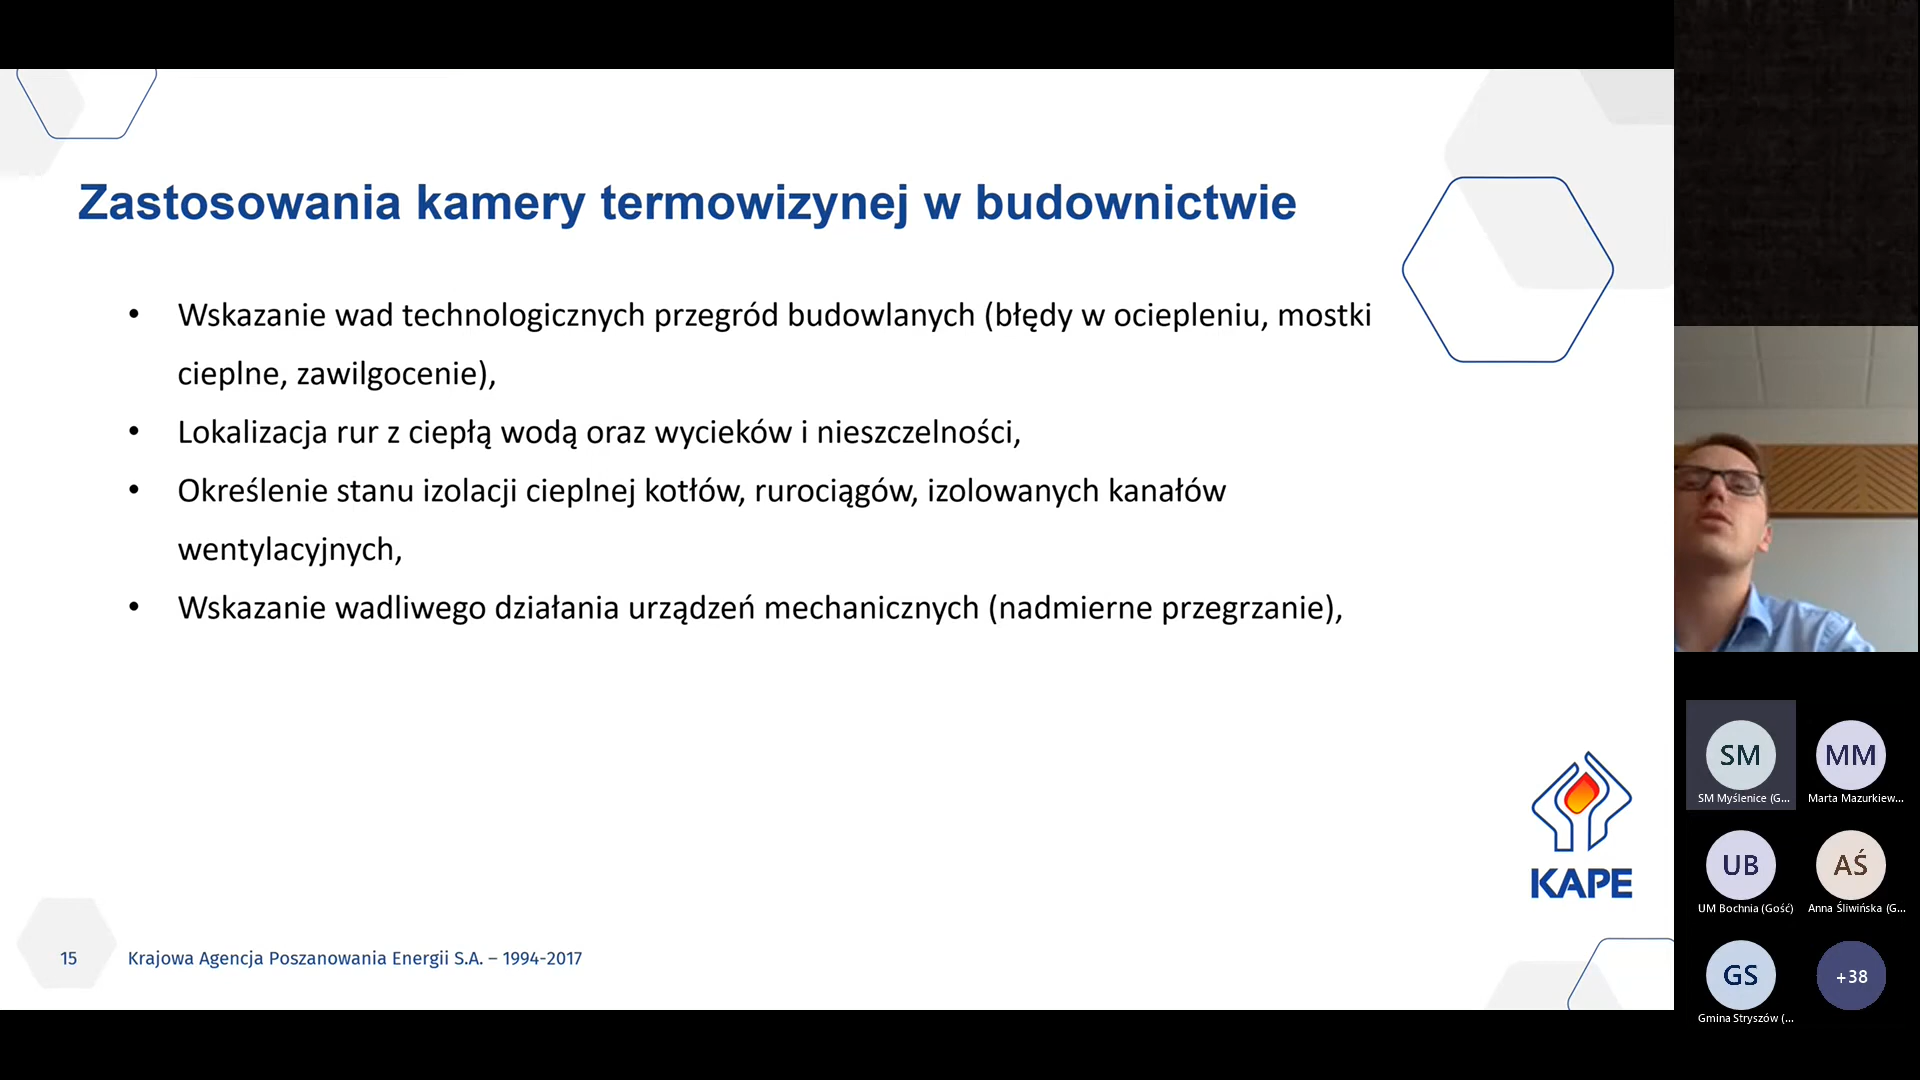 Zastosowania kamery termowizynej w budownictwie
• Wskazanie wad technologicznych przegród budowlanych (błędy w ociepleniu, mostki
cieplne, zawilgocenie),
• Lokalizacja rur z ciepłą wodą oraz wycieków i nieszczelności,
• Określenie stanu izolacji cieplnej kotłów, rurociągów, izolowanych kanałów
wentylacyjnych,
• Wskazanie wadliwego działania urządzeń mechanicznych (nadmierne przegrzanie),
KAPE
15 Krajowa Agencja Poszanowania Energii S.A. – 1994-2017
SM MM
SM Myślenice (G... Marta Mazurkiew...
UB AŚ
UM Bochnia (Gość) Anna Śliwińska (G...
GS +38
Gmina Stryszów (...